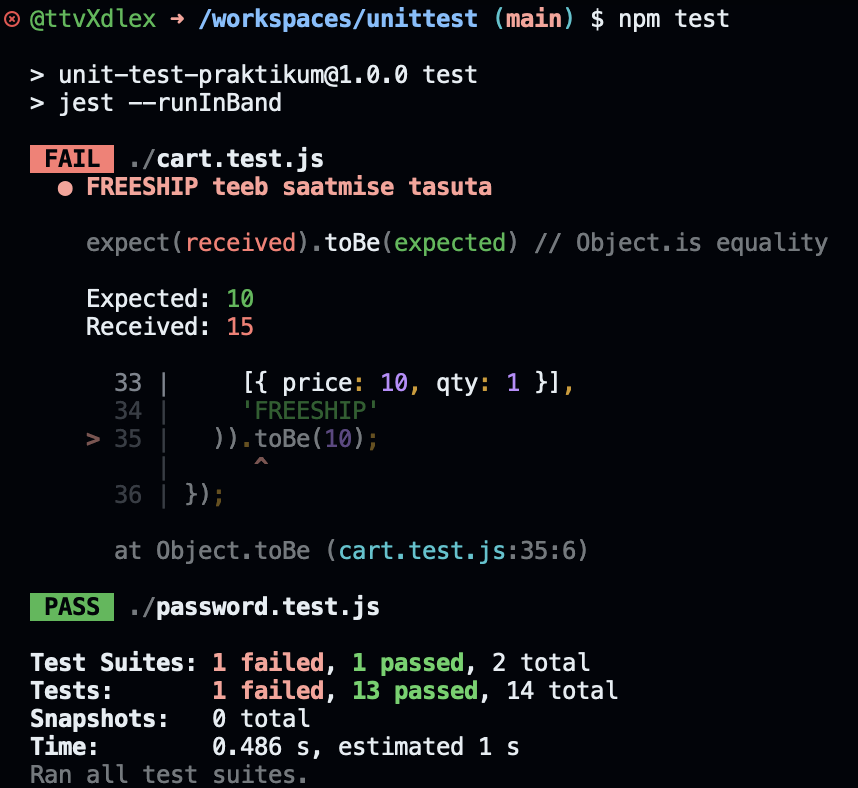 @ttvXdlex ➜ /workspaces/unittest (main) $ npm test
> unit-test-praktikum@1.0.0 test
> jest --runInBand
FAIL ./cart.test.js
● FREESHIP teeb saatmise tasuta
expect(received).toBe(expected) // Object.is equality
Expected: 10
Received: 15
33 |     [{ price: 10, qty: 1 }],
34 |     'FREESHIP'
> 35 |   )).toBe(10);
|      ^
36 | });
at Object.toBe (cart.test.js:35:6)
PASS ./password.test.js
Test Suites: 1 failed, 1 passed, 2 total
Tests:       1 failed, 13 passed, 14 total
Snapshots:   0 total
Time:        0.486 s, estimated 1 s
Ran all test suites.